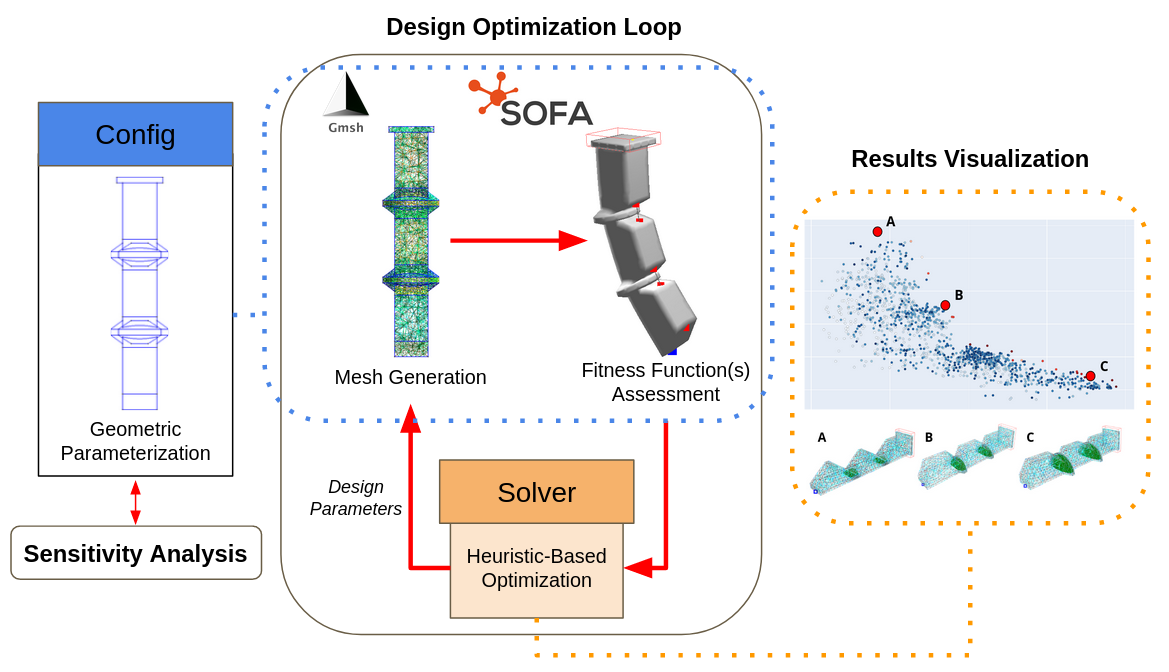 Design Optimization Loop
Config
Geometric
Parameterization
Sensitivity Analysis
Gmsh
SOFA
Mesh Generation
Fitness Function(s)
Assessment
Design
Parameters
Solver
Heuristic-Based
Optimization
Results Visualization
A
B
C
A
B
C